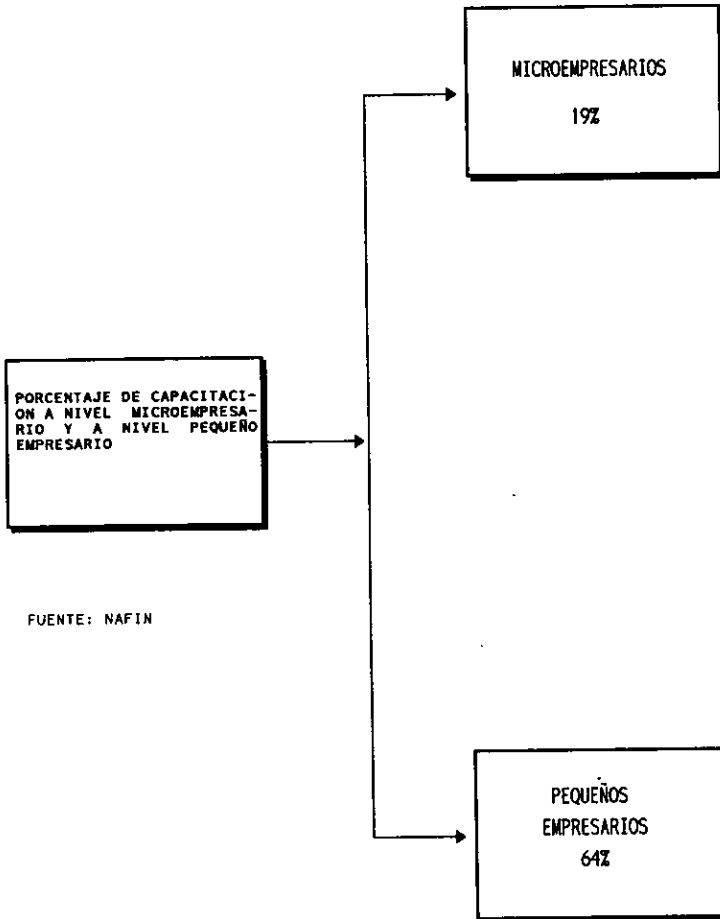 MICROEMPRESARIOS
19%
PORCENTAJE DE CAPACITACI-
ON A NIVEL MICROEMPRESA-
RIO Y A NIVEL PEQUEÑO
EMPRESARIO
FUENTE: NAFIN
PEQUEÑOS
EMPRESARIOS
64%